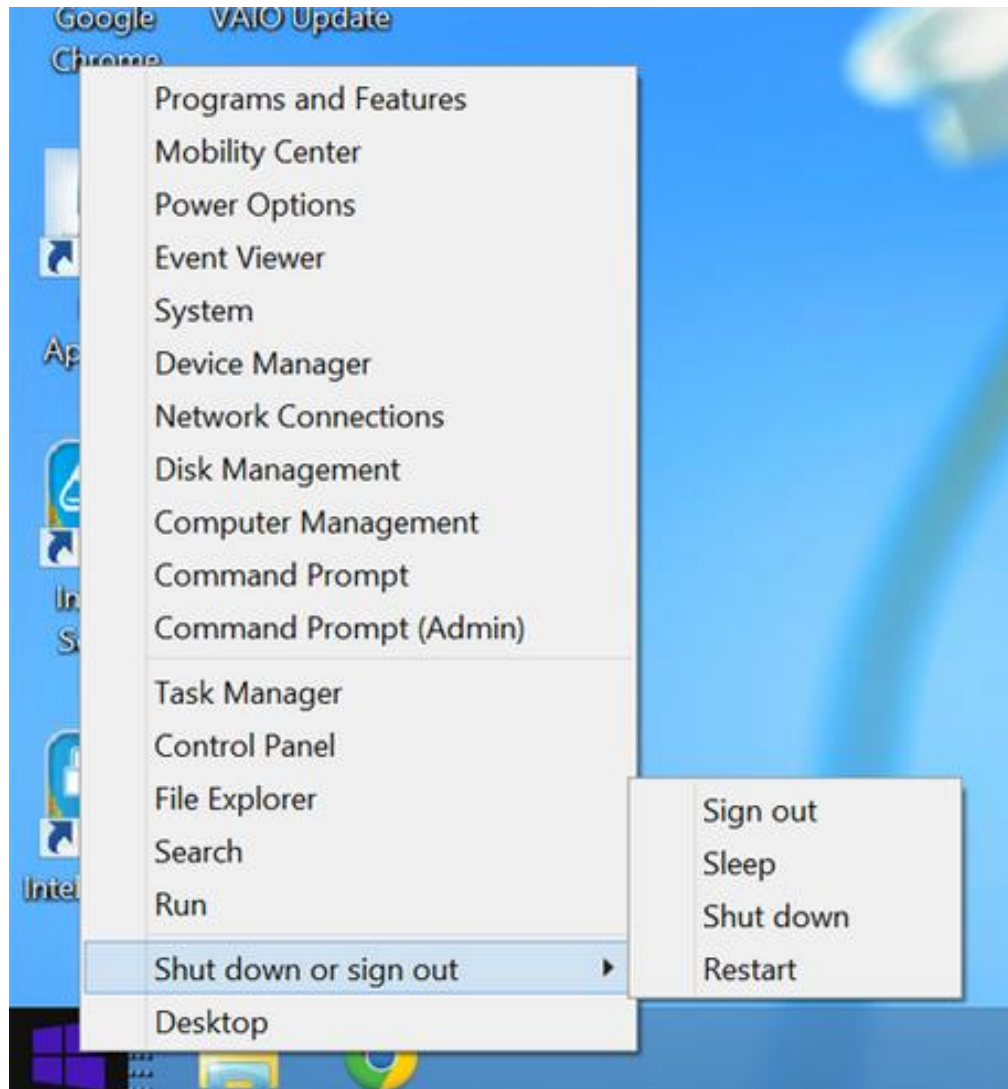 Google
Chrome
VAIO Update
Programs and Features
Mobility Center
Power Options
Event Viewer
System
Device Manager
Network Connections
Disk Management
Computer Management
Command Prompt
Command Prompt (Admin)
Task Manager
Control Panel
File Explorer
Search
Run
Shut down or sign out
Desktop
Sign out
Sleep
Shut down
Restart
Intel